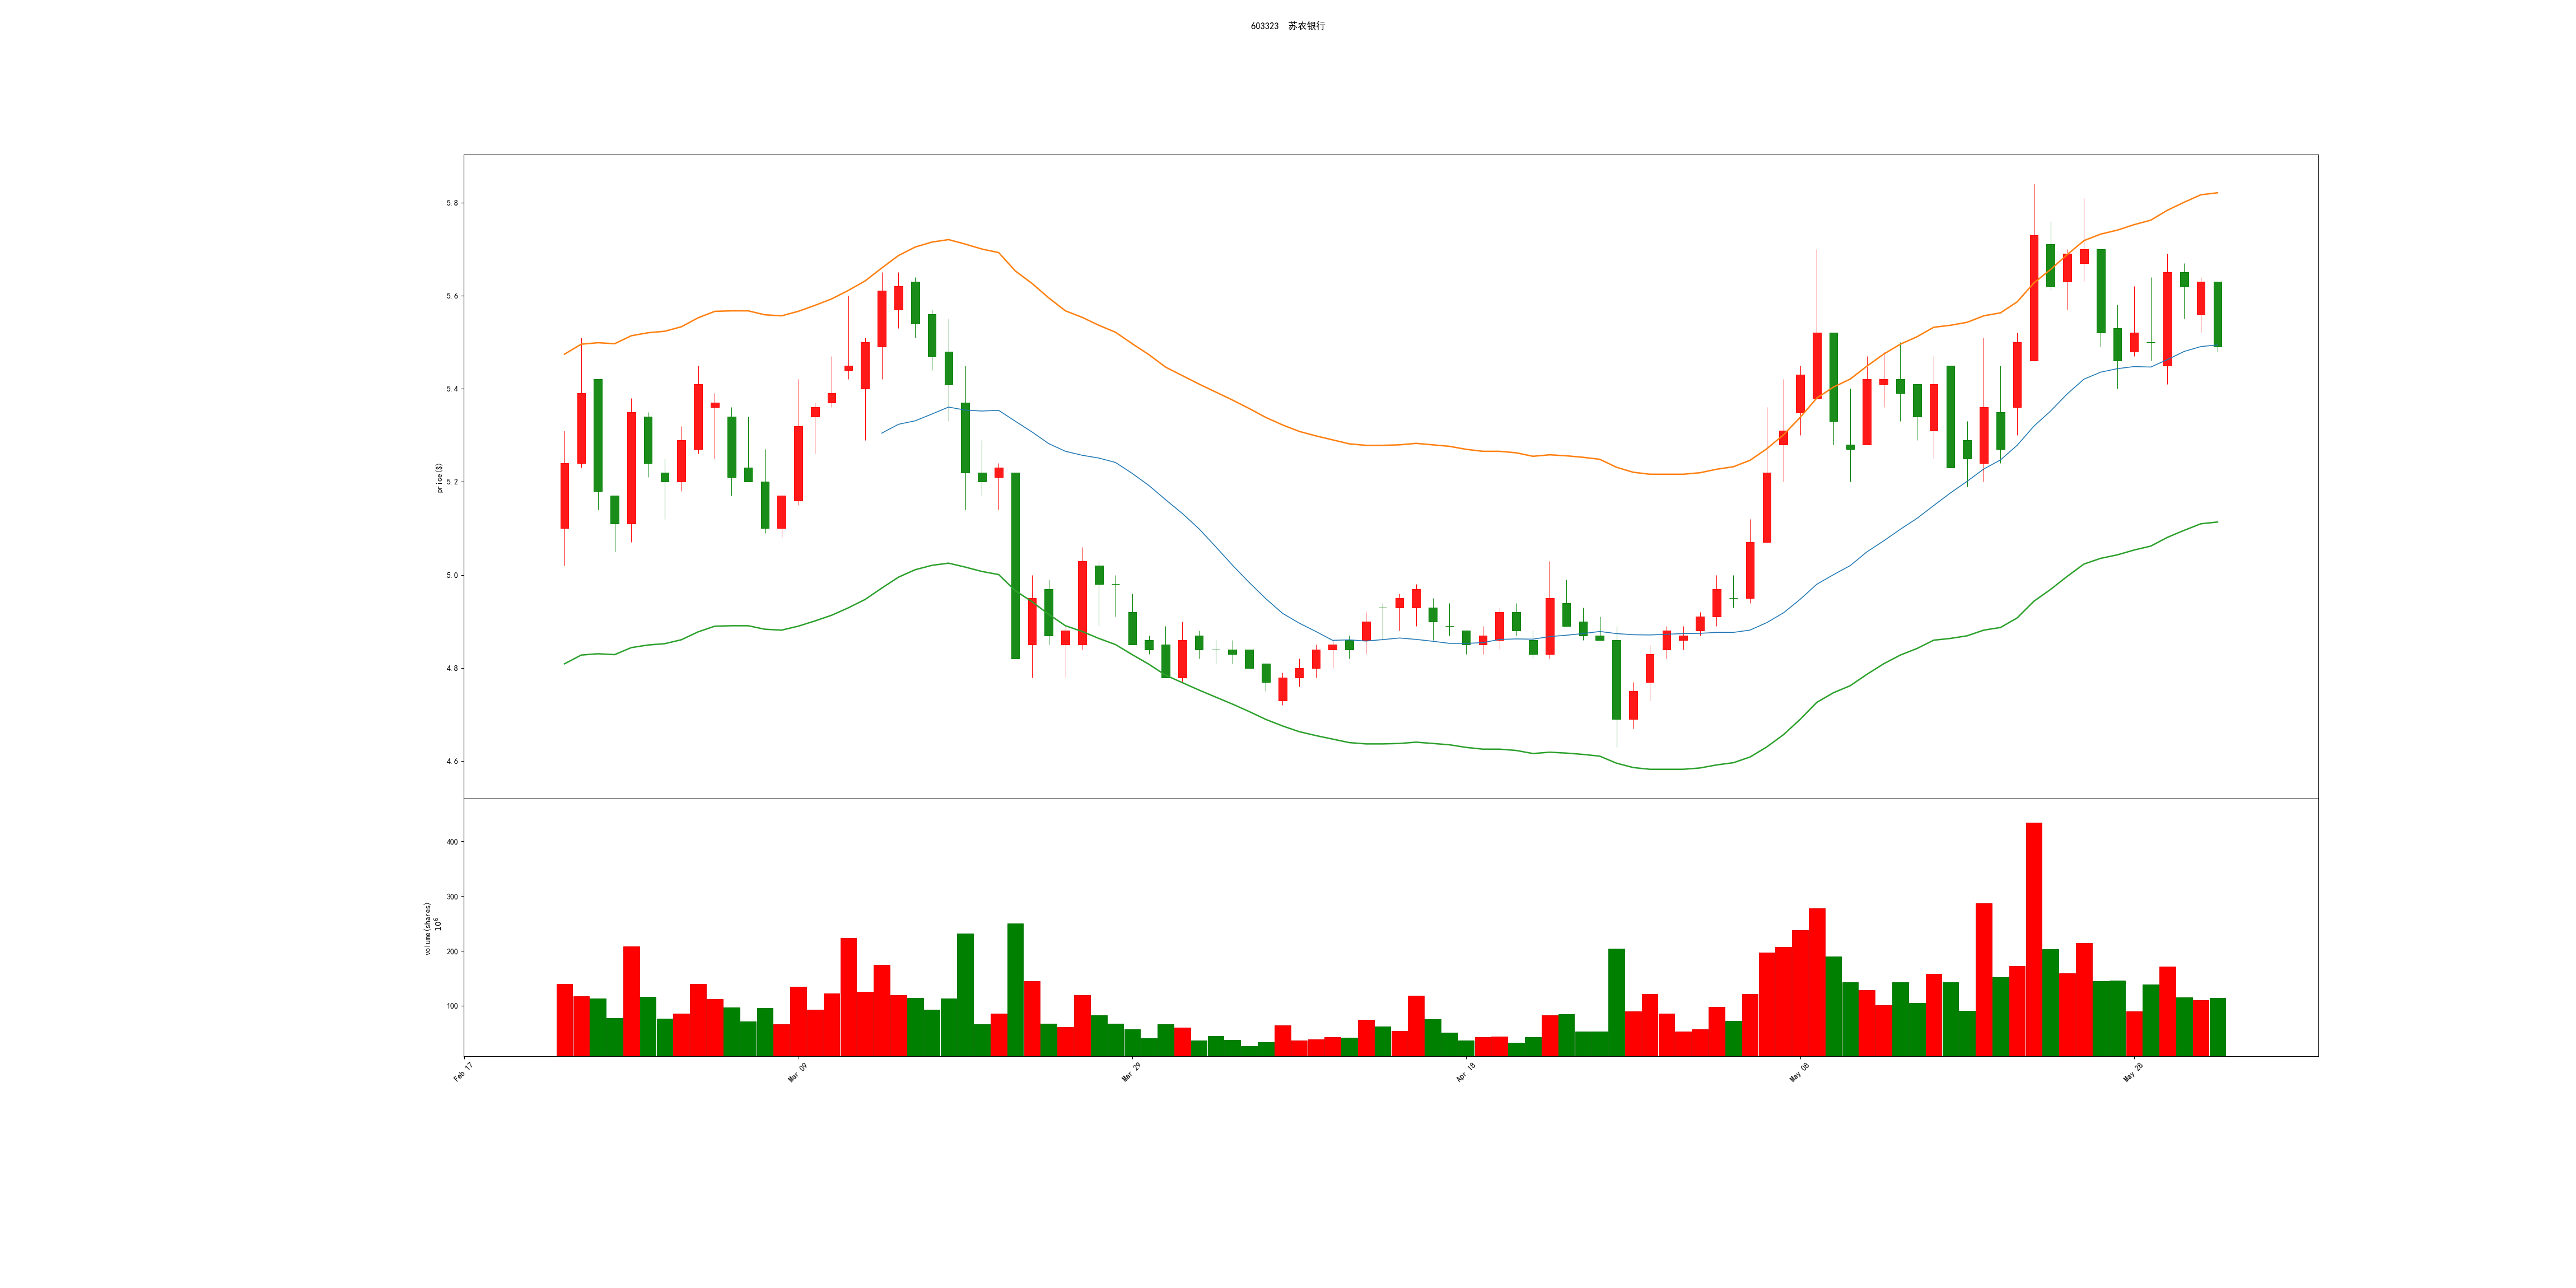 603323 苏农银行
price($)
5.8
5.6
5.4
5.2
5.0
4.8
4.6
volume(shares)
10^6
400
300
200
100
Feb 17
Mar 09
Mar 29
Apr 18
May 08
May 28